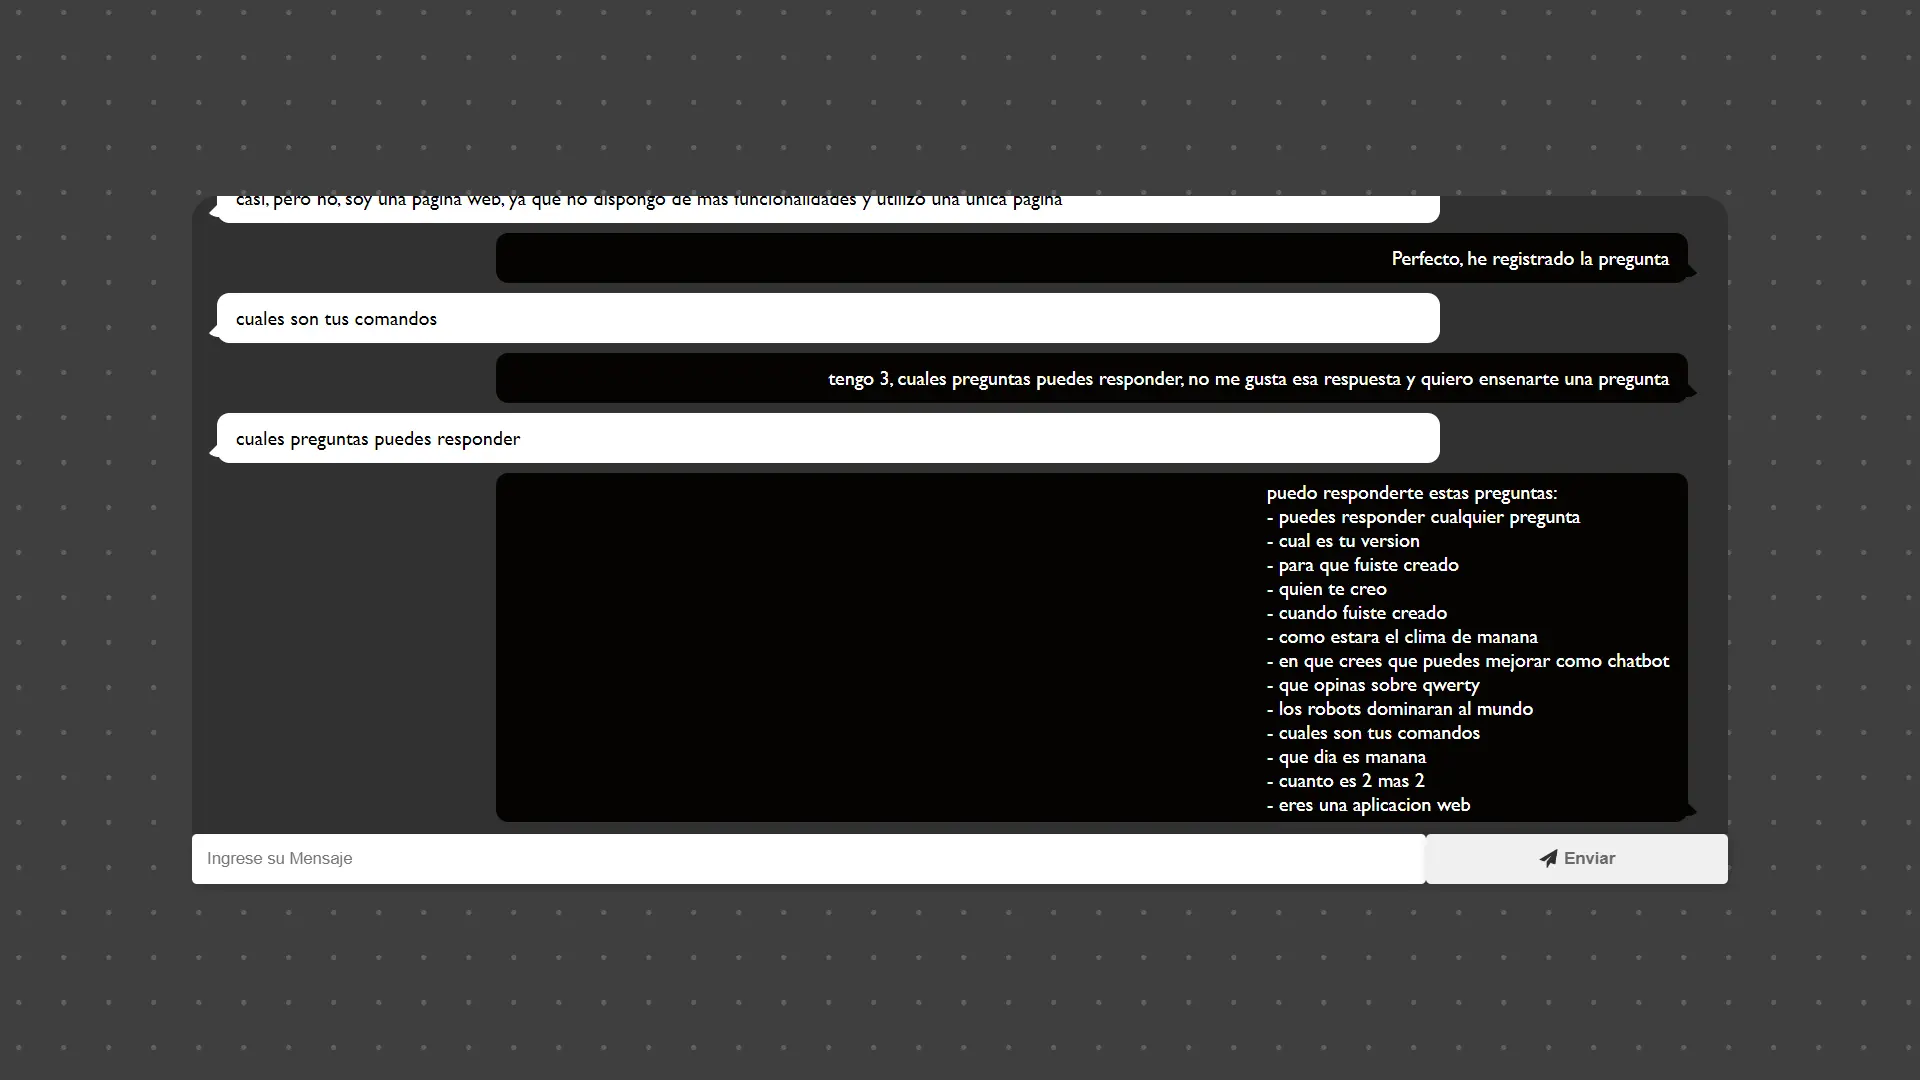 casi, pero no, soy una pagina web, ya que no dispongo de mas funcionalidades y utilizo una unica pagina
Perfecto, he registrado la pregunta
cuales son tus comandos
tengo 3, cuales preguntas puedes responder, no me gusta esa respuesta y quiero ensenarte una pregunta
cuales preguntas puedes responder
puedo responderte estas preguntas:
- puedes responder cualquier pregunta
- cual es tu version
- para que fuiste creado
- quien te creo
- cuando fuiste creado
- como estara el clima de manana
- en que crees que puedes mejorar como chatbot
- que opinas sobre qwerty
- los robots dominaran al mundo
- cuales son tus comandos
- que dia es manana
- cuanto es 2 mas 2
- eres una aplicacion web
Ingrese su Mensaje
Enviar